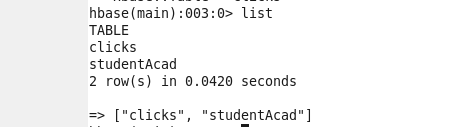 hbase(main):003:0> list
TABLE
clicks
studentAcad
2 row(s) in 0.0420 seconds
=> ["clicks", "studentAcad"]